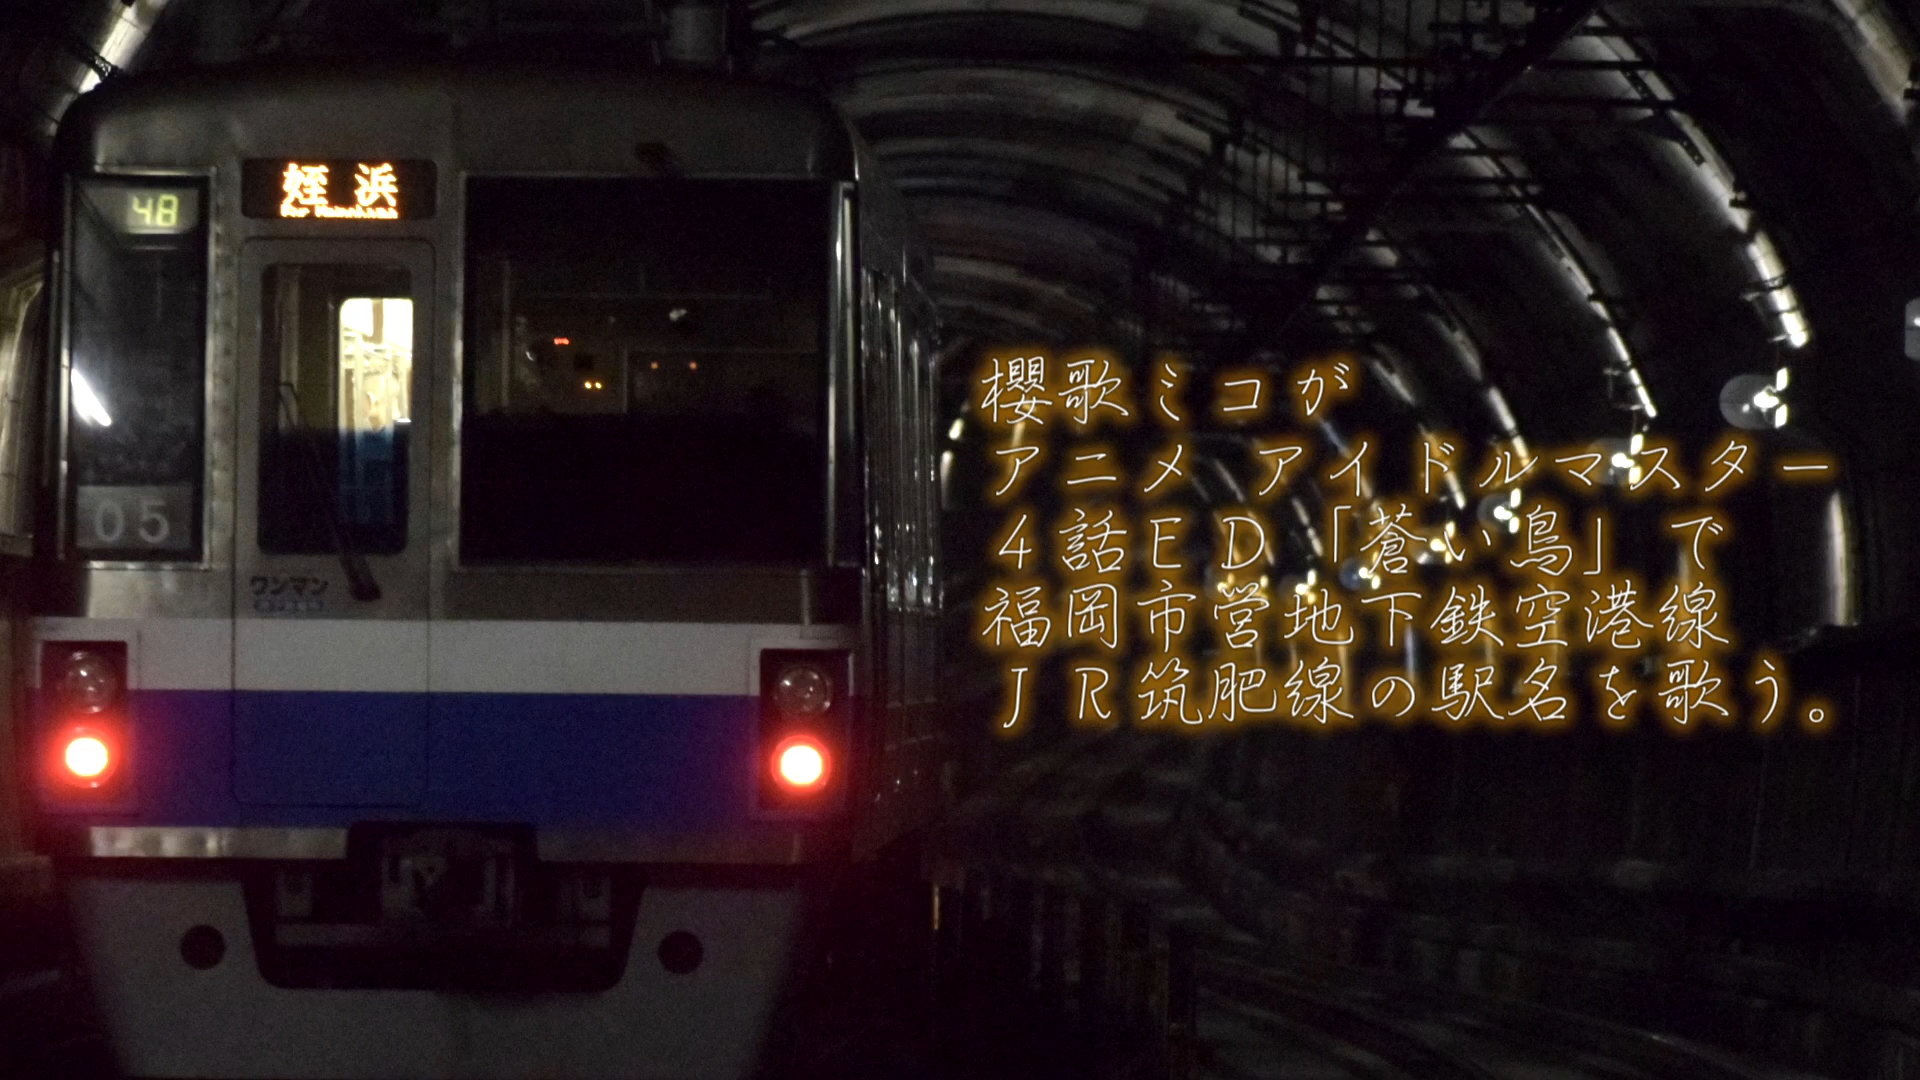 姪浜
For Meinohama
48
05
ワンマン
櫻歌ミコが
アニメ アイドルマスター
4話ED「蒼い鳥」で
福岡市営地下鉄空港線
JR筑肥線の駅名を歌う。